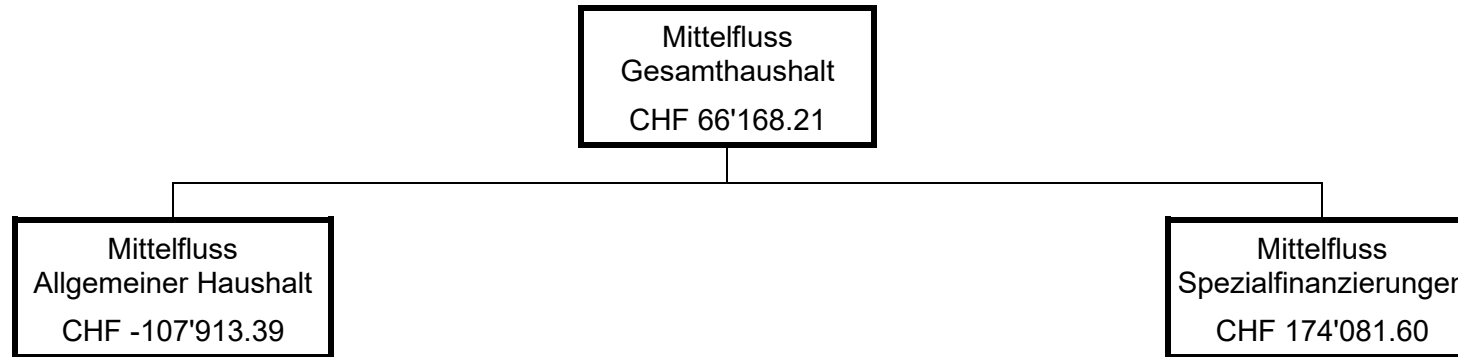 Mittelfluss
Gesamthaushalt
CHF 66'168.21
Mittelfluss
Allgemeiner Haushalt
CHF -107'913.39
Mittelfluss
Spezialfinanzierungen
CHF 174'081.60